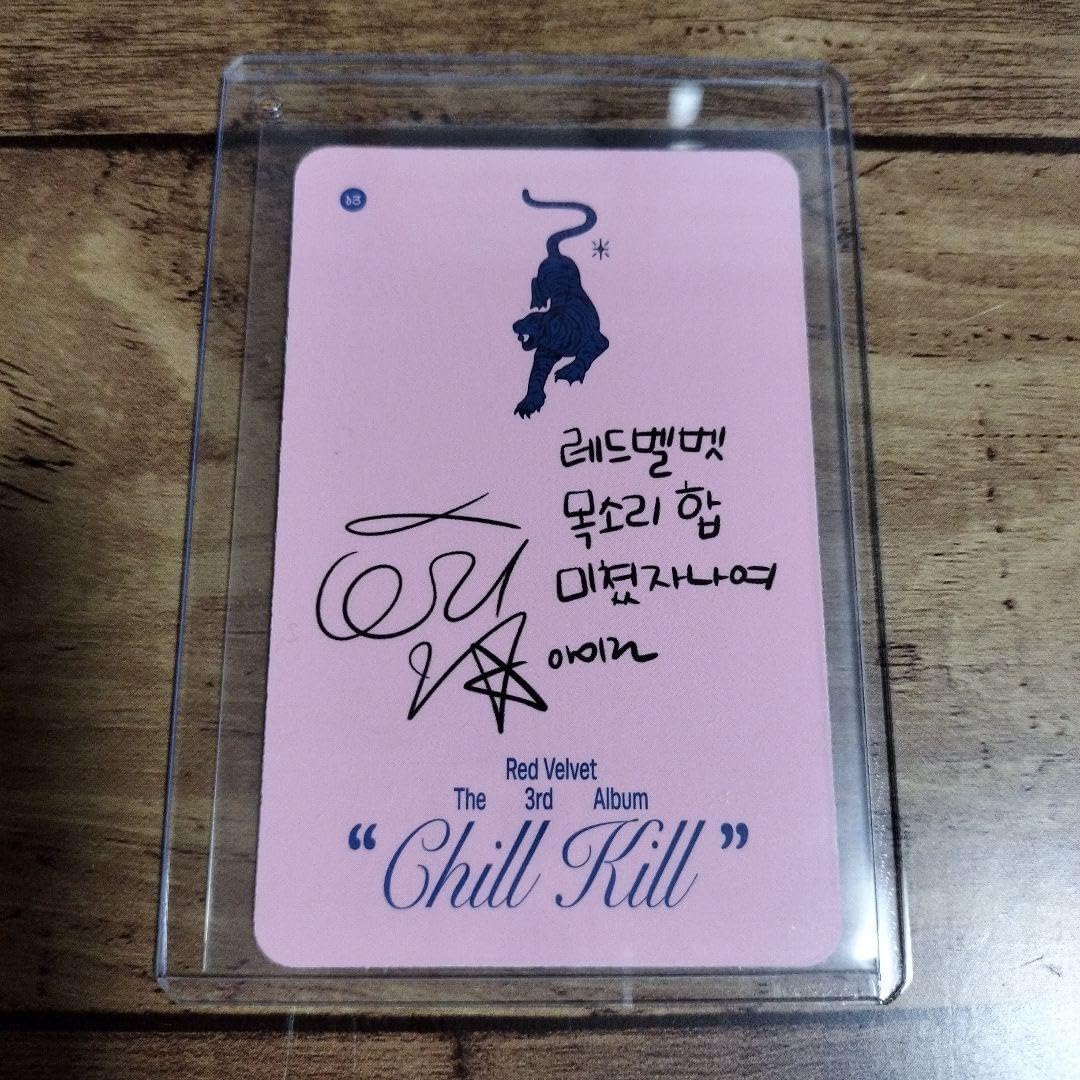 레드벨벳
목소리 합
미쳤자나여
아이린
Red Velvet
The 3rd Album
“Chill Kill”